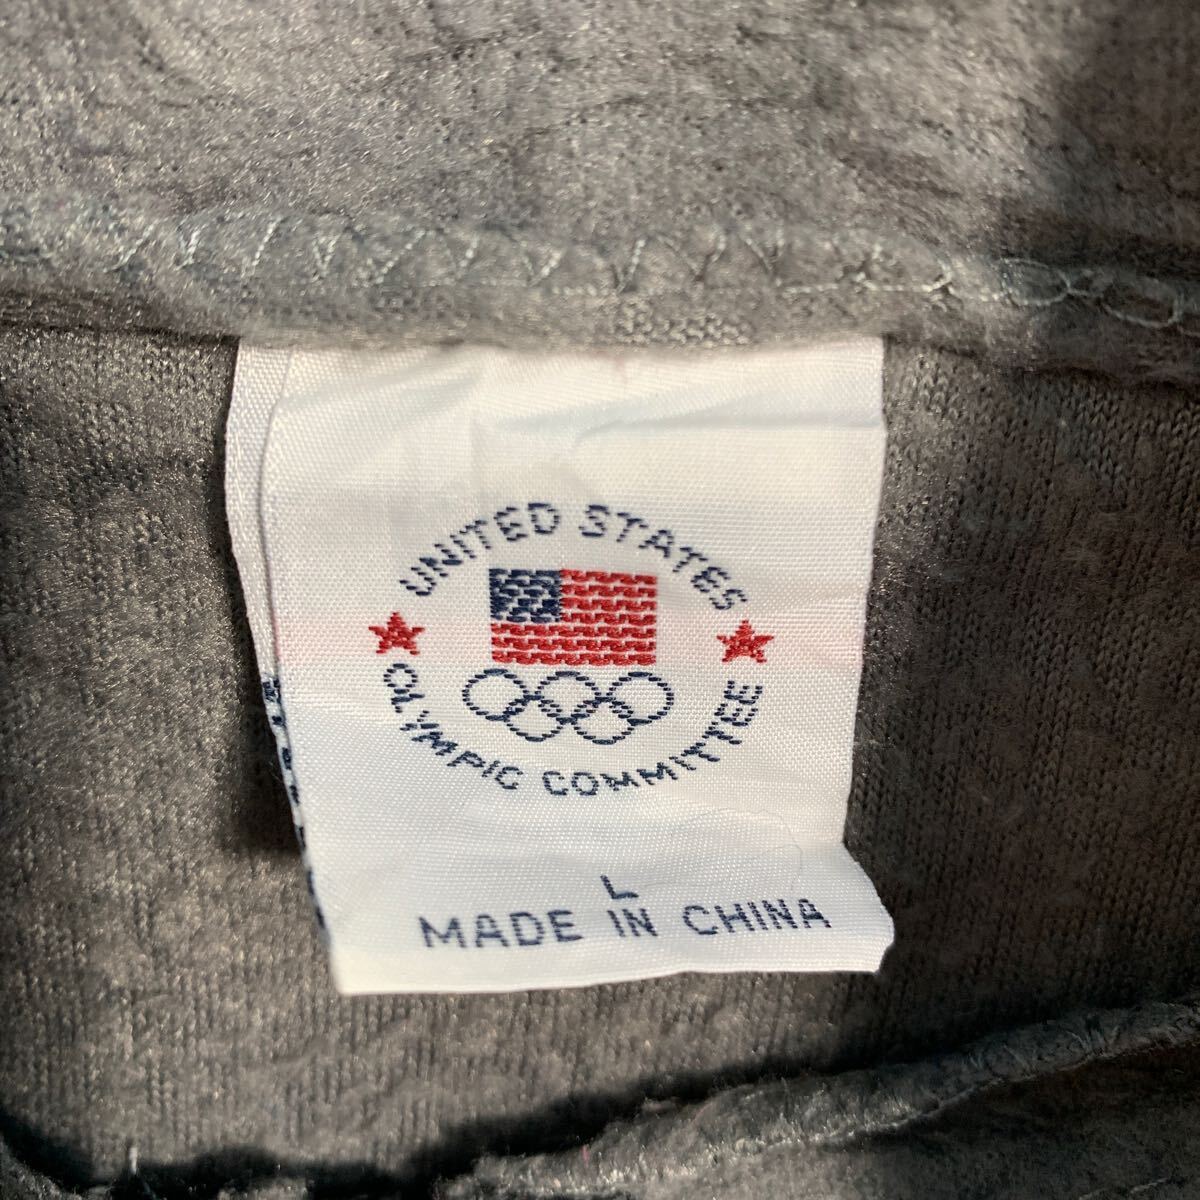 UNITED STATES
OLYMPIC COMMITTEE
L
MADE IN CHINA